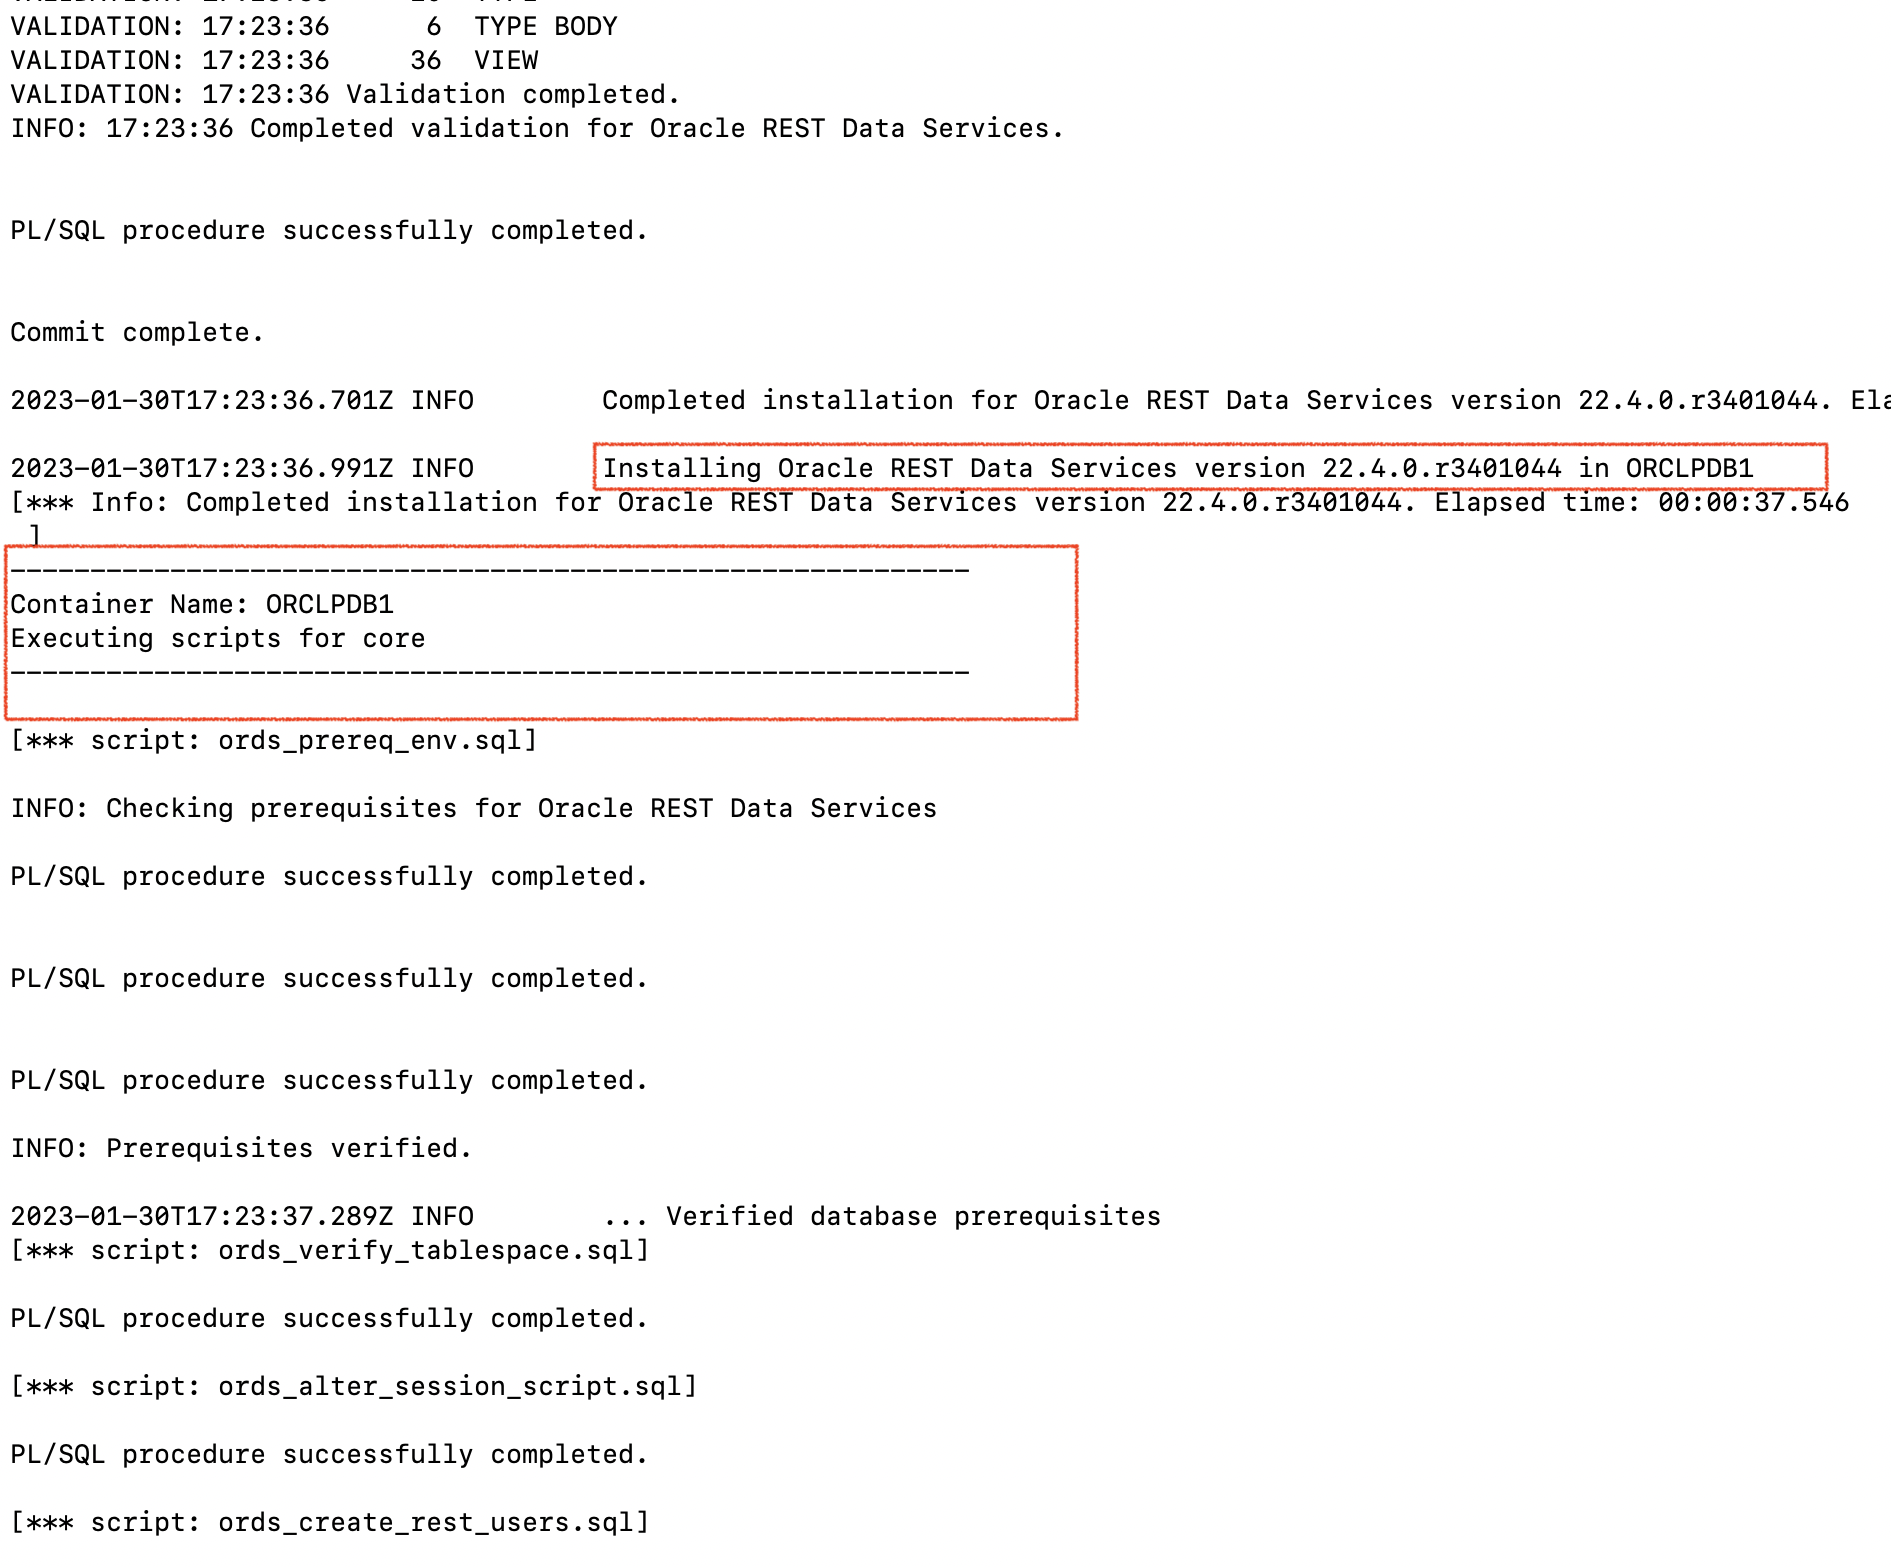 VALIDATION: 17:23:36      6  TYPE BODY
VALIDATION: 17:23:36     36  VIEW
VALIDATION: 17:23:36 Validation completed.
INFO: 17:23:36 Completed validation for Oracle REST Data Services.
PL/SQL procedure successfully completed.
Commit complete.
2023-01-30T17:23:36.701Z INFO        Completed installation for Oracle REST Data Services version 22.4.0.r3401044.
2023-01-30T17:23:36.991Z INFO        Installing Oracle REST Data Services version 22.4.0.r3401044 in ORCLPDB1
[*** Info: Completed installation for Oracle REST Data Services version 22.4.0.r3401044. Elapsed time: 00:00:37.546
]
------------------------------------------------------------
Container Name: ORCLPDB1
Executing scripts for core
------------------------------------------------------------
[*** script: ords_prereq_env.sql]
INFO: Checking prerequisites for Oracle REST Data Services
PL/SQL procedure successfully completed.
PL/SQL procedure successfully completed.
PL/SQL procedure successfully completed.
INFO: Prerequisites verified.
2023-01-30T17:23:37.289Z INFO        ... Verified database prerequisites
[*** script: ords_verify_tablespace.sql]
PL/SQL procedure successfully completed.
[*** script: ords_alter_session_script.sql]
PL/SQL procedure successfully completed.
[*** script: ords_create_rest_users.sql]